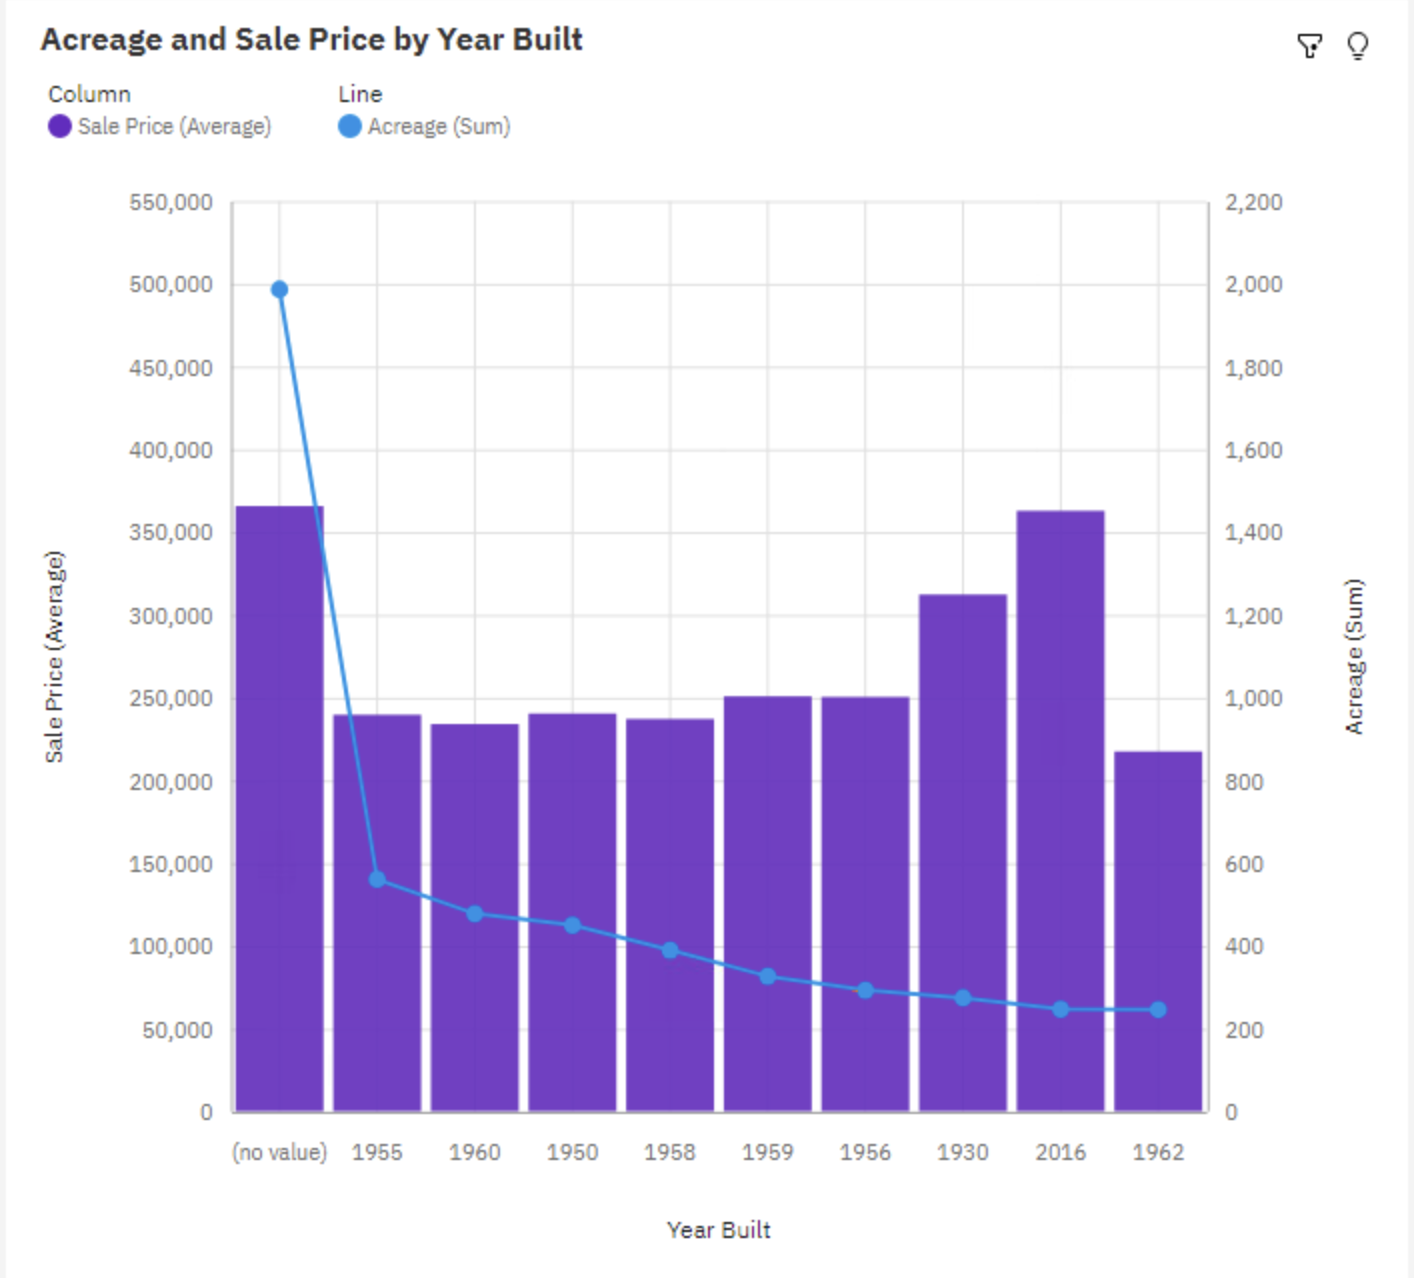 Acreage and Sale Price by Year Built
Column Line
Sale Price (Average) Acreage (Sum)
550,000 2,200
500,000 2,000
450,000 1,800
400,000 1,600
350,000 1,400
300,000 1,200
250,000 1,000
200,000 800
150,000 600
100,000 400
50,000 200
0 0
Sale Price (Average)
Acreage (Sum)
(no value) 1955 1960 1950 1958 1959 1956 1930 2016 1962
Year Built